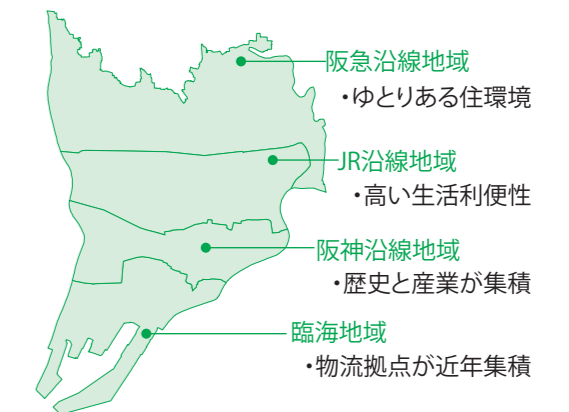 阪急沿線地域
・ゆとりある住環境
JR沿線地域
・高い生活利便性
阪神沿線地域
・歴史と産業が集積
臨海地域
・物流拠点が近年集積